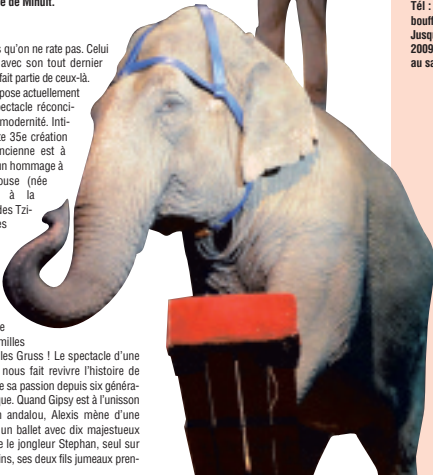 e de Minuit.
s qu'on ne rate pas. Celui
avec son tout dernier
fait partie de ceux-là.
pose actuellement
ectacle réconci-
modernité. Inti-
te 35e création
ncienne est à
un hommage à
ouse (née
à la
des Tzi-
es
e
milles
les Gruss ! Le spectacle d'une
nous fait revivre l'histoire de
e sa passion depuis six généra-
que. Quand Gipsy est à l'unisson
n andalou, Alexis mène d'une
un ballet avec dix majestueux
e le jongleur Stephan, seul sur
ins, ses deux fils jumeaux pren-
Tél :
bouff
Jusq
2009
au sa